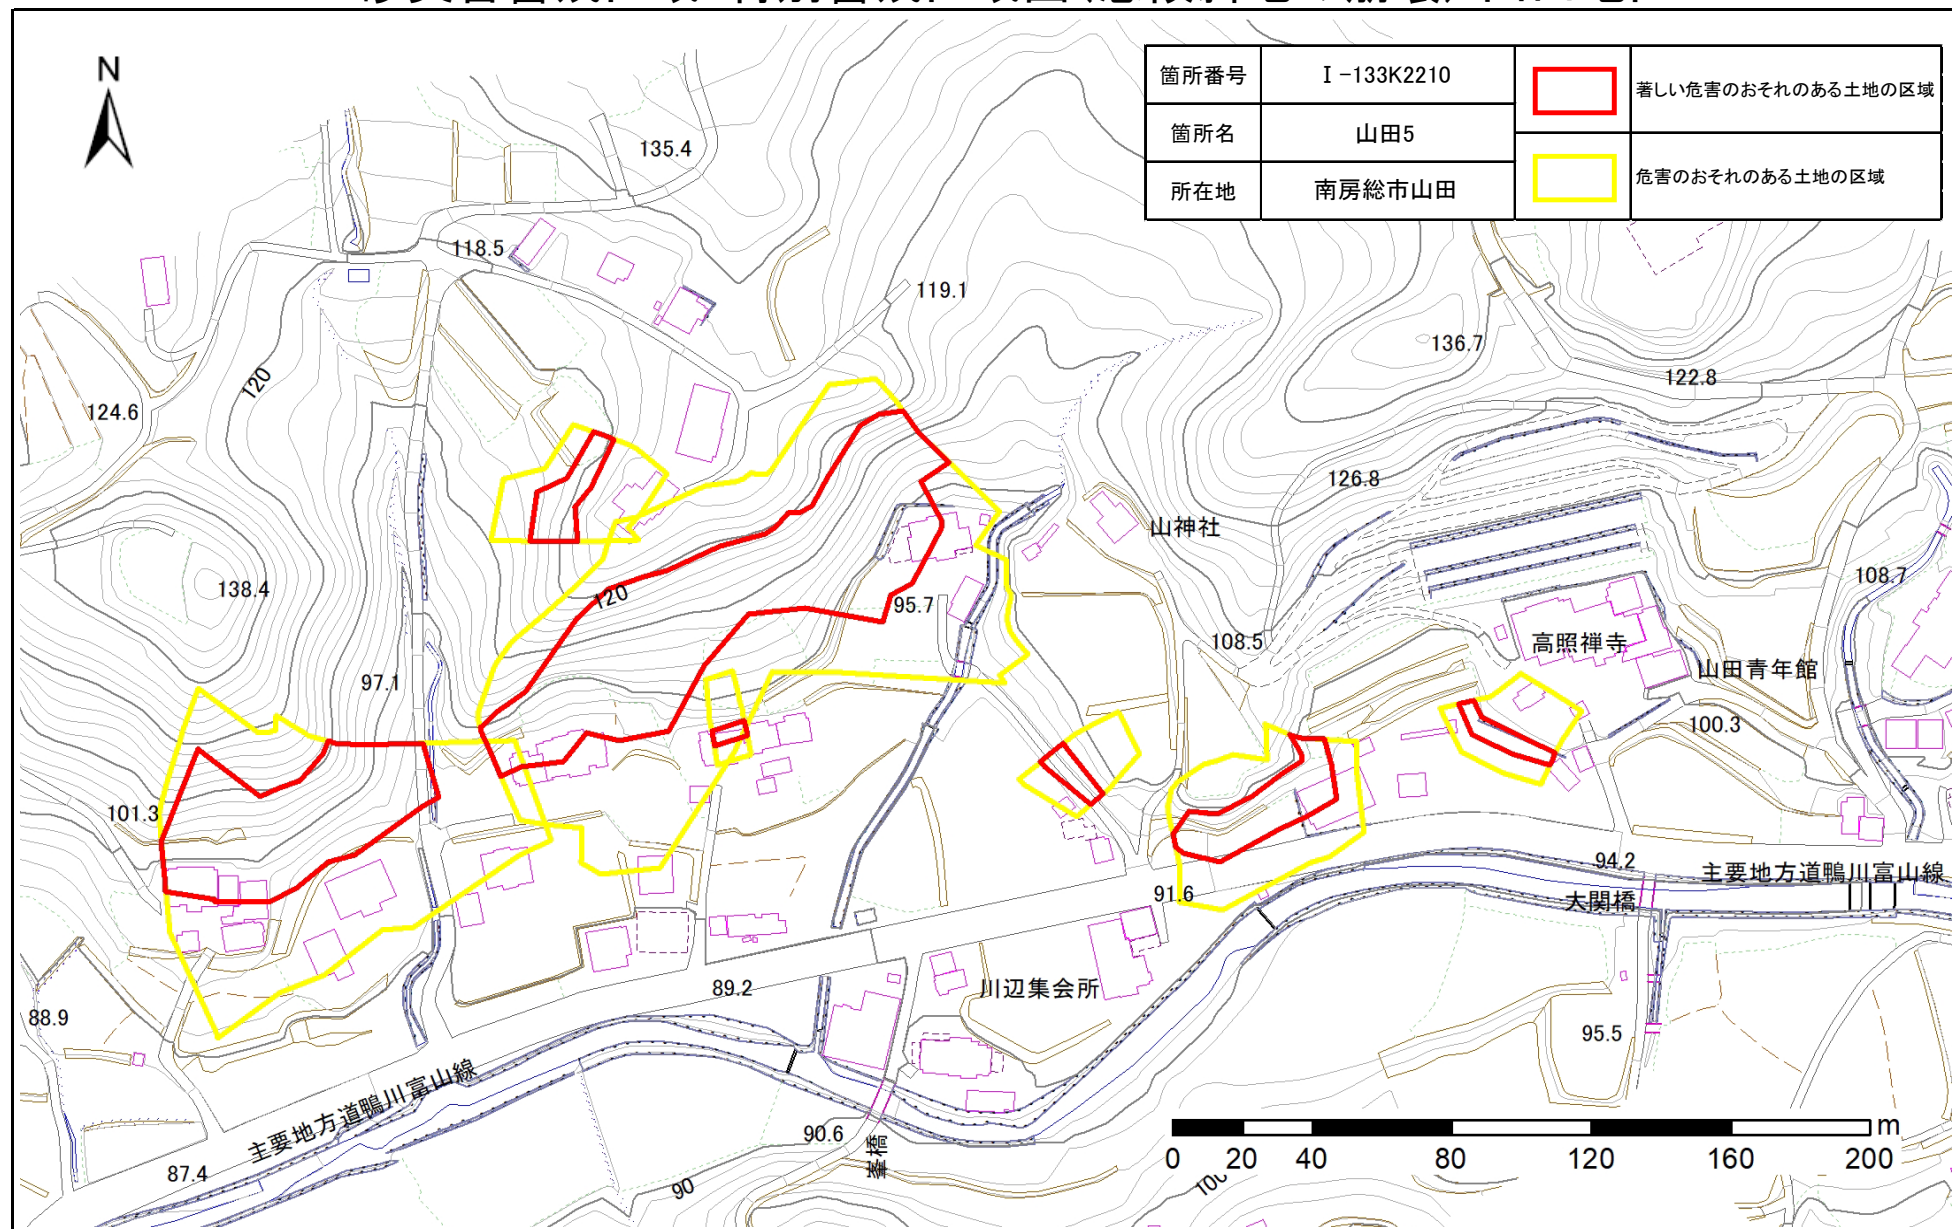 N
箇所番号 Ⅰ-133K2210
箇所名 山田5
所在地 南房総市山田
著しい危害のおそれのある土地の区域
危害のおそれのある土地の区域
135.4
118.5
119.1
136.7
122.8
120
124.6
126.8
山神社
138.4
120
95.7
108.7
108.5
高照禅寺
山田青年館
97.1
100.3
101.3
94.2
主要地方道鴨川富山線
91.6
大関橋
89.2
川辺集会所
88.9
95.5
主要地方道鴨川富山線
90.6
峯橋
87.4
90
m
0 20 40 80 120 160 200